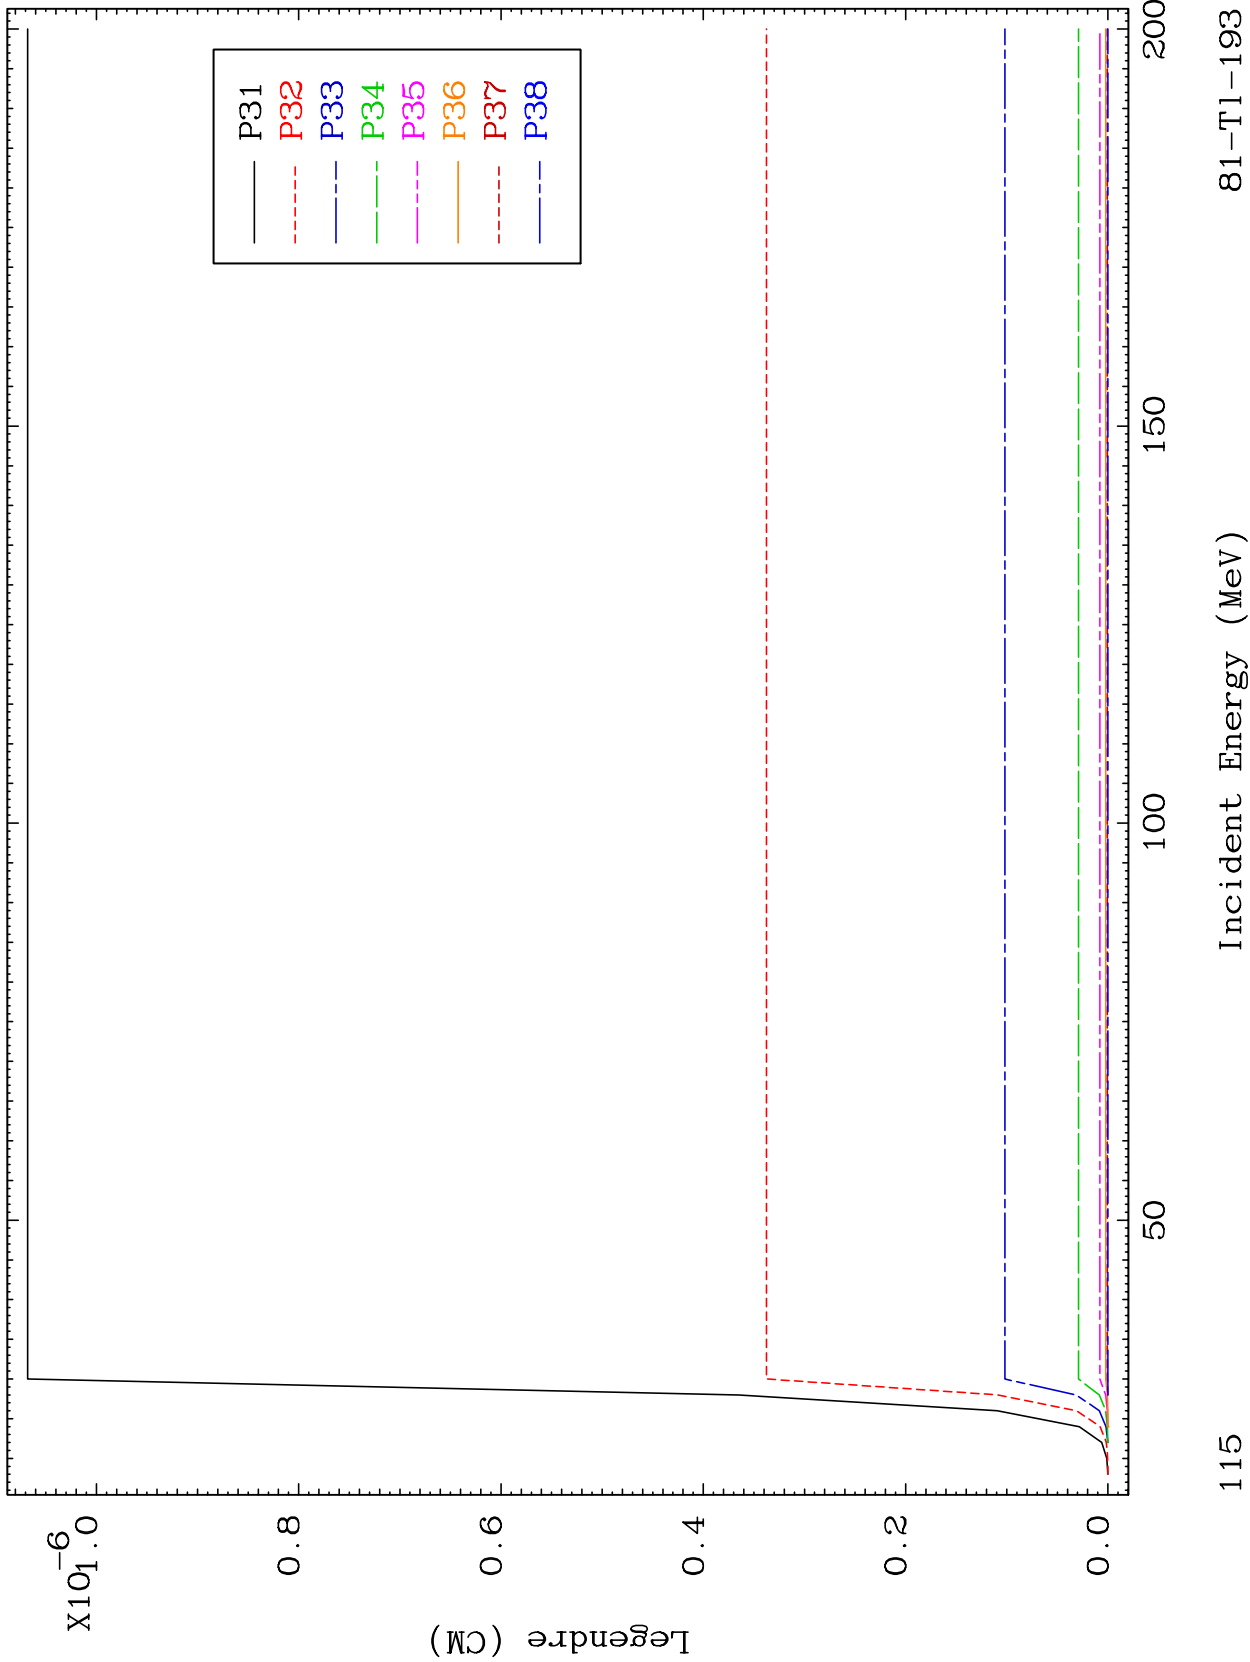 X10-6
1.0
0.8
0.6
0.4
0.2
0.0
Legendre (CM)
P31
P32
P33
P34
P35
P36
P37
P38
50
100
150
200
115
Incident Energy (MeV)
81-Tl-193